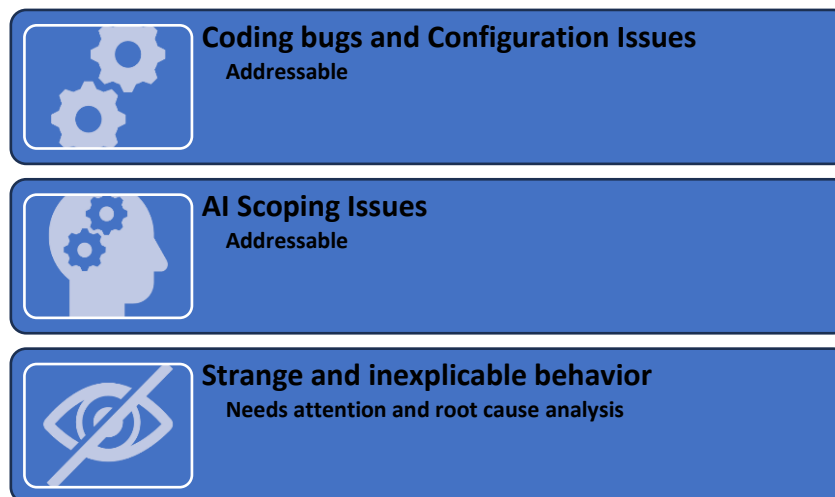 Coding bugs and Configuration Issues
Addressable
AI Scoping Issues
Addressable
Strange and inexplicable behavior
Needs attention and root cause analysis